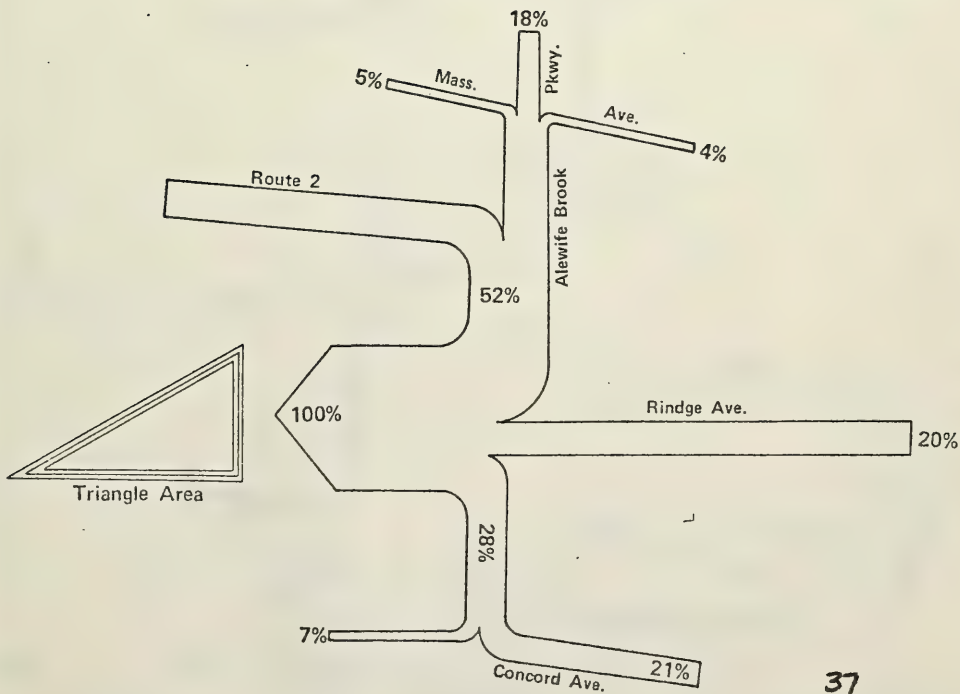 18%
Pkwy.
5%
Mass.
Ave.
4%
Route 2
Alewife Brook
52%
100%
Rindge Ave.
20%
Triangle Area
28%
7%
21%
Concord Ave.
37